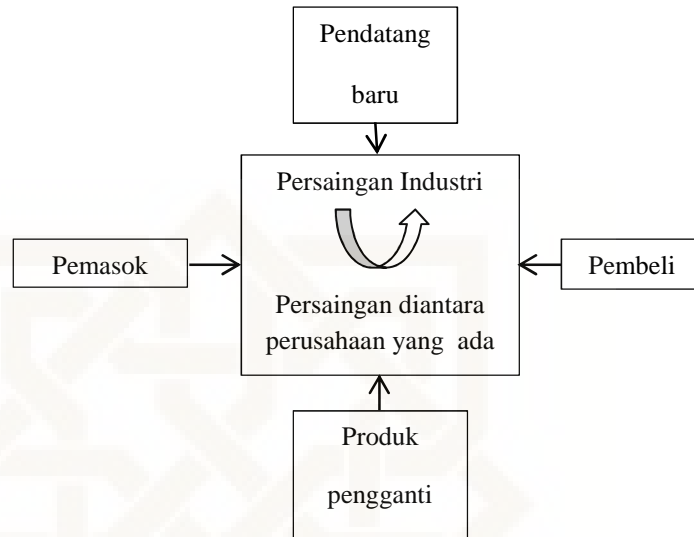 Pendatang
baru
Persaingan Industri
Pemasok
Pembeli
Persaingan diantara
perusahaan yang ada
Produk
pengganti